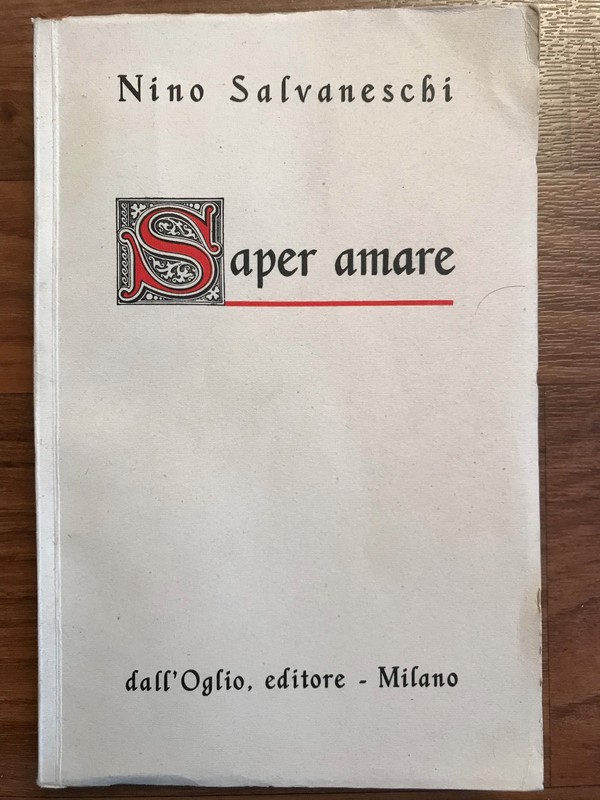 Nino Salvaneschi
Saper amare
dall'Oglio, editore - Milano